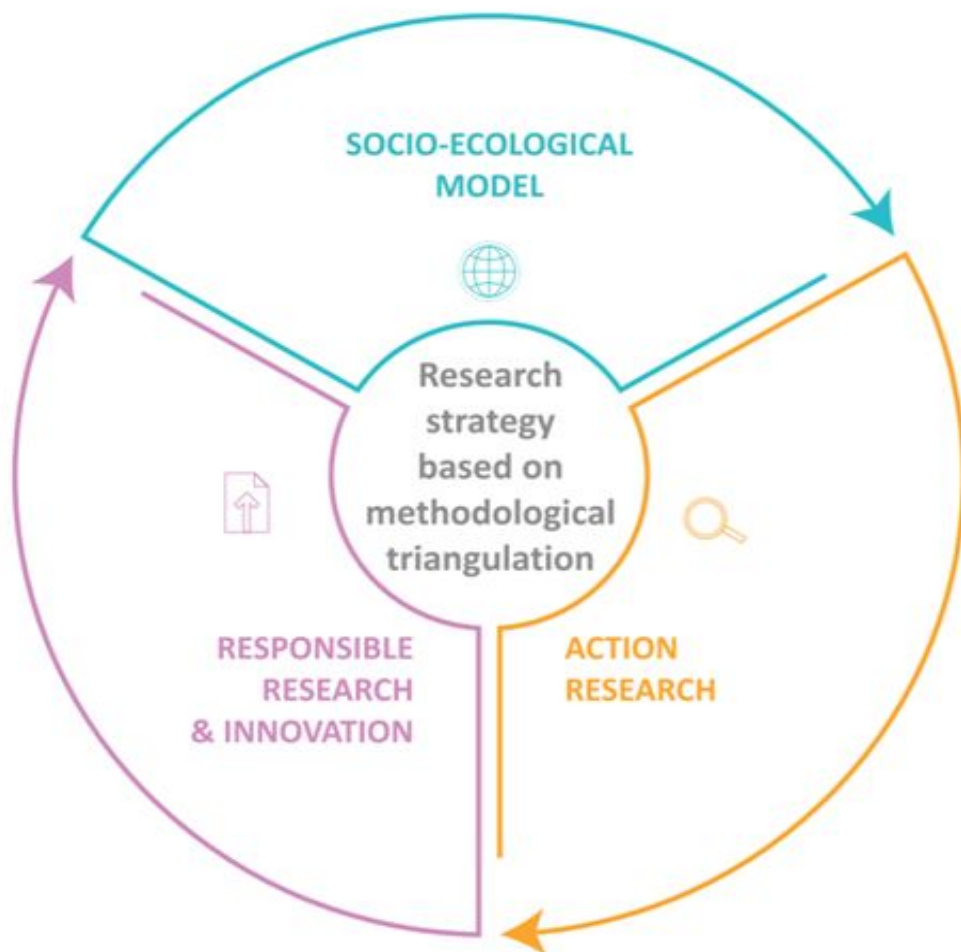 SOCIO-ECOLOGICAL
MODEL
Research
strategy
based on
methodological
triangulation
RESPONSIBLE
RESEARCH
& INNOVATION
ACTION
RESEARCH